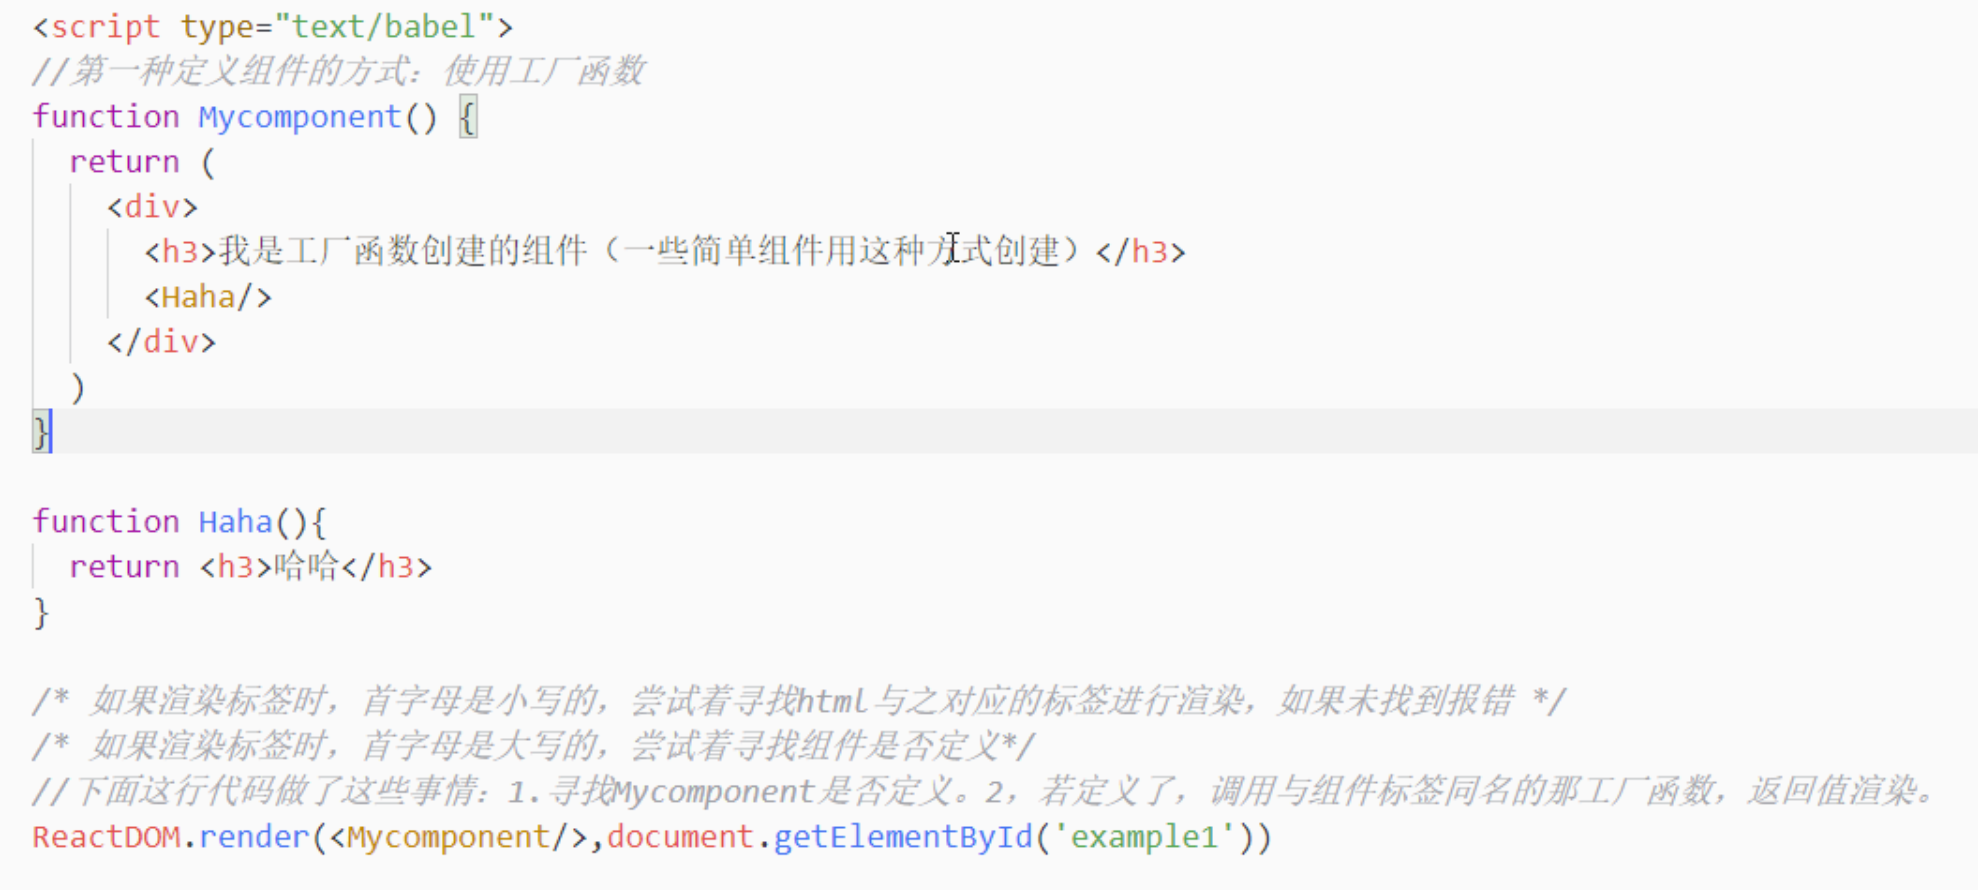 <script type="text/babel">
//第一种定义组件的方式：使用工厂函数
function Mycomponent() {
return (
<div>
<h3>我是工厂函数创建的组件（一些简单组件用这种方式创建）</h3>
<Haha/>
</div>
)
}
function Haha(){
return <h3>哈哈</h3>
}
/* 如果渲染标签时，首字母是小写的，尝试着寻找html与之对应的标签进行渲染，如果未找到报错 */
/* 如果渲染标签时，首字母是大写的，尝试着寻找组件是否定义*/
//下面这行代码做了这些事情：1.寻找Mycomponent是否定义。2，若定义了，调用与组件标签同名的那工厂函数，返回值渲染。
ReactDOM.render(<Mycomponent/>,document.getElementById('example1'))